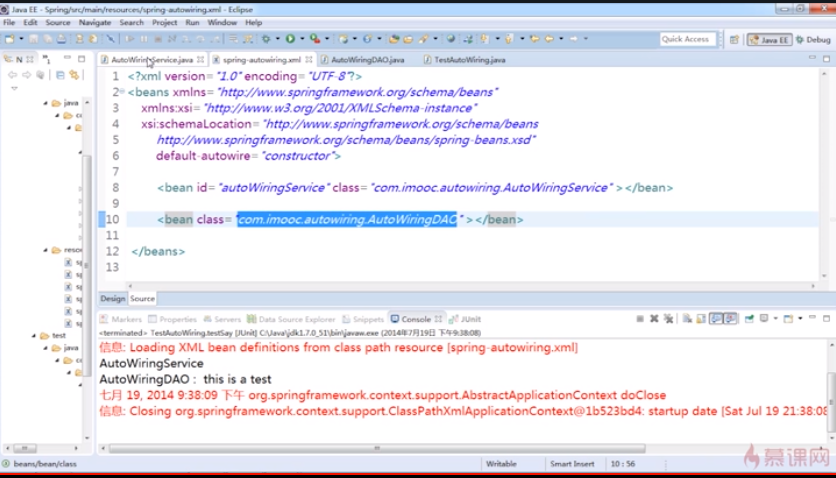 Java EE - Spring/src/main/resources/spring-autowiring.xml - Eclipse
File Edit Source Navigate Search Project Run Window Help
Quick Access Java EE Debug
N AutoWiringService.java spring-autowiring.xml AutoWiringDAO.java TestAutoWiring.java
1 <?xml version="1.0" encoding="UTF-8"?>
2 <beans xmlns="http://www.springframework.org/schema/beans"
3 xmlns:xsi="http://www.w3.org/2001/XMLSchema-instance"
4 xsi:schemaLocation="http://www.springframework.org/schema/beans
5 http://www.springframework.org/schema/beans/spring-beans.xsd"
6 default-autowire="constructor">
7
8 <bean id="autoWiringService" class="com.imooc.autowiring.AutoWiringService" ></bean>
9
10 <bean class="com.imooc.autowiring.AutoWiringDAO" ></bean>
11
12 </beans>
13
java
resou
test
java
Design Source
Markers Properties Servers Data Source Explorer Snippets Console JUnit
<terminated> TestAutoWiring.testSay [JUnit] C:\Java\jdk1.7.0_51\bin\javaw.exe (2014年7月19日 下午9:38:08)
信息: Loading XML bean definitions from class path resource [spring-autowiring.xml]
AutoWiringService
AutoWiringDAO : this is a test
七月 19, 2014 9:38:09 下午 org.springframework.context.support.AbstractApplicationContext doClose
信息: Closing org.springframework.context.support.ClassPathXmlApplicationContext@1b523bd4: startup date [Sat Jul 19 21:38:08
慕课网
beans/bean/class Writable Smart Insert 10 : 56